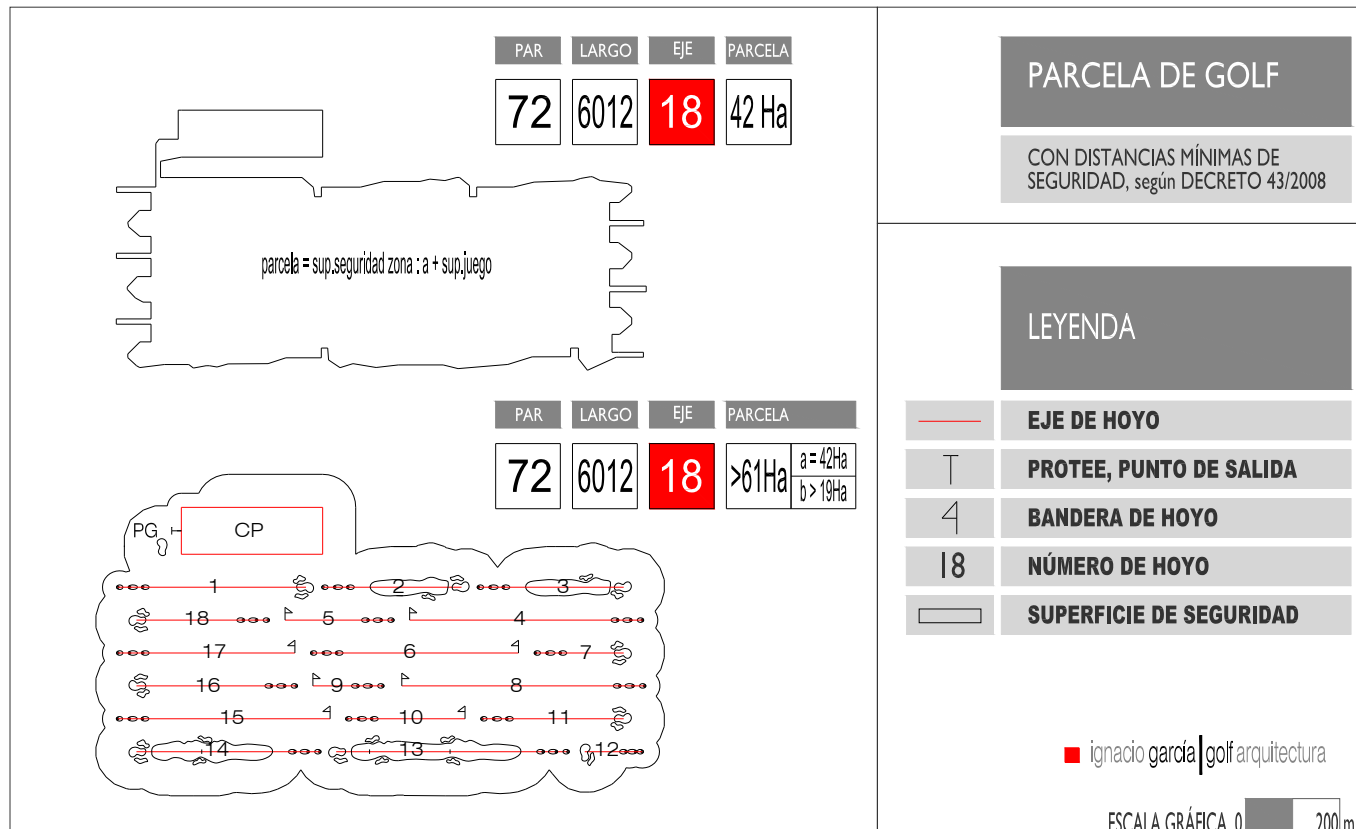 PAR LARGO EJE PARCELA
72 6012 18 42 Ha
parcela = sup.seguridad zona : a + sup.juego
PAR LARGO EJE PARCELA
72 6012 18 >61Ha a = 42Ha
b > 19Ha
PG CP
1 2 3
18 5 4
17 6 7
16 9 8
15 10 11
14 13 12
PARCELA DE GOLF
CON DISTANCIAS MÍNIMAS DE
SEGURIDAD, según DECRETO 43/2008
LEYENDA
EJE DE HOYO
PROTEE, PUNTO DE SALIDA
BANDERA DE HOYO
18 NÚMERO DE HOYO
SUPERFICIE DE SEGURIDAD
ignacio garcía golf arquitectura
ESCALA GRÁFICA 0 200 m